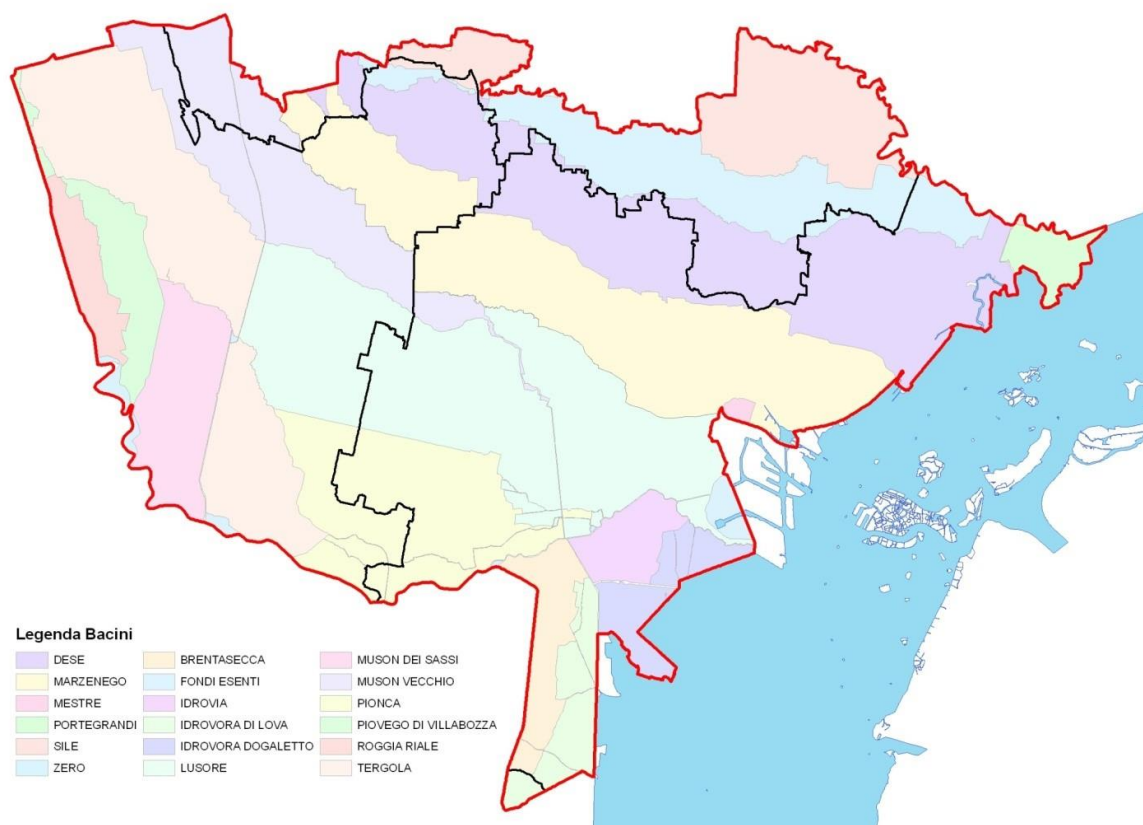 Legenda Bacini
DESE
MARZENEGO
MESTRE
PORTEGRANDI
SILE
ZERO
BRENTASECCA
FONDI ESENTI
IDROVIA
IDROVORA DI LOVA
IDROVORA DOGALETTO
LUSORE
MUSON DEI SASSI
MUSON VECCHIO
PIONCA
PIOVEGO DI VILLABOZZA
ROGGIA RIALE
TERGOLA